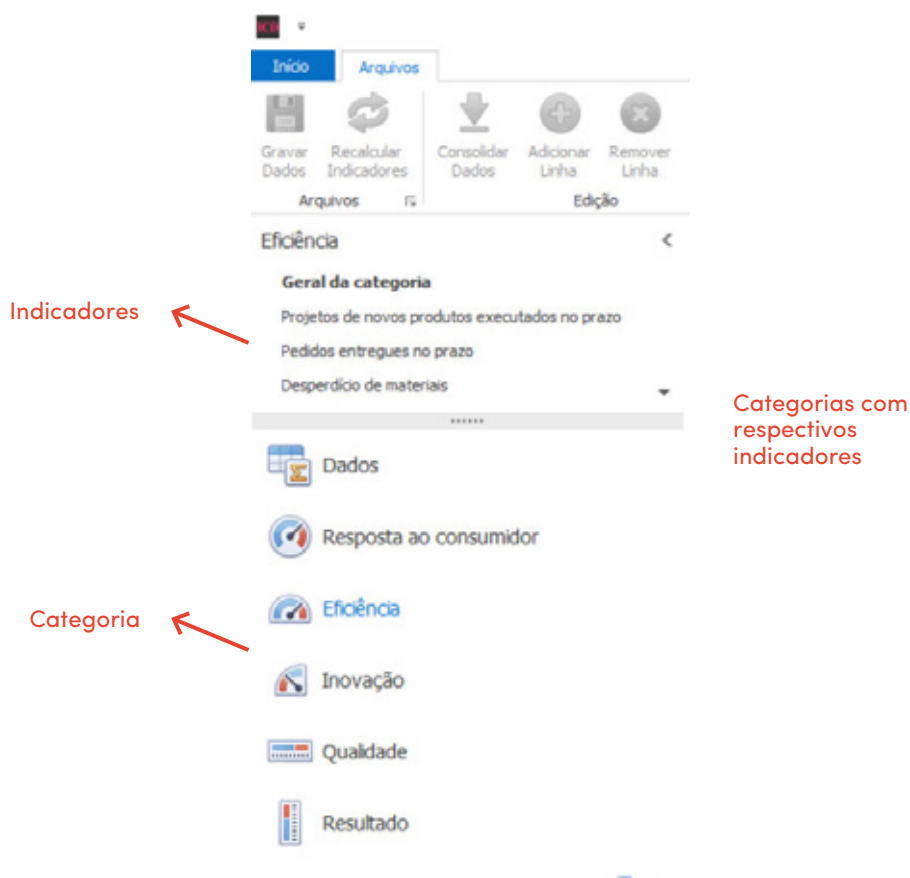 Início Arquivos
Gravar Dados
Recalcular Indicadores
Consolidar Dados
Adicionar Linha
Remover Linha
Arquivos Edição
Eficiência
Geral da categoria
Projetos de novos produtos executados no prazo
Pedidos entregues no prazo
Desperdício de materiais
Indicadores
Categorias com
respectivos
indicadores
Dados
Resposta ao consumidor
Eficiência
Categoria
Inovação
Qualidade
Resultado